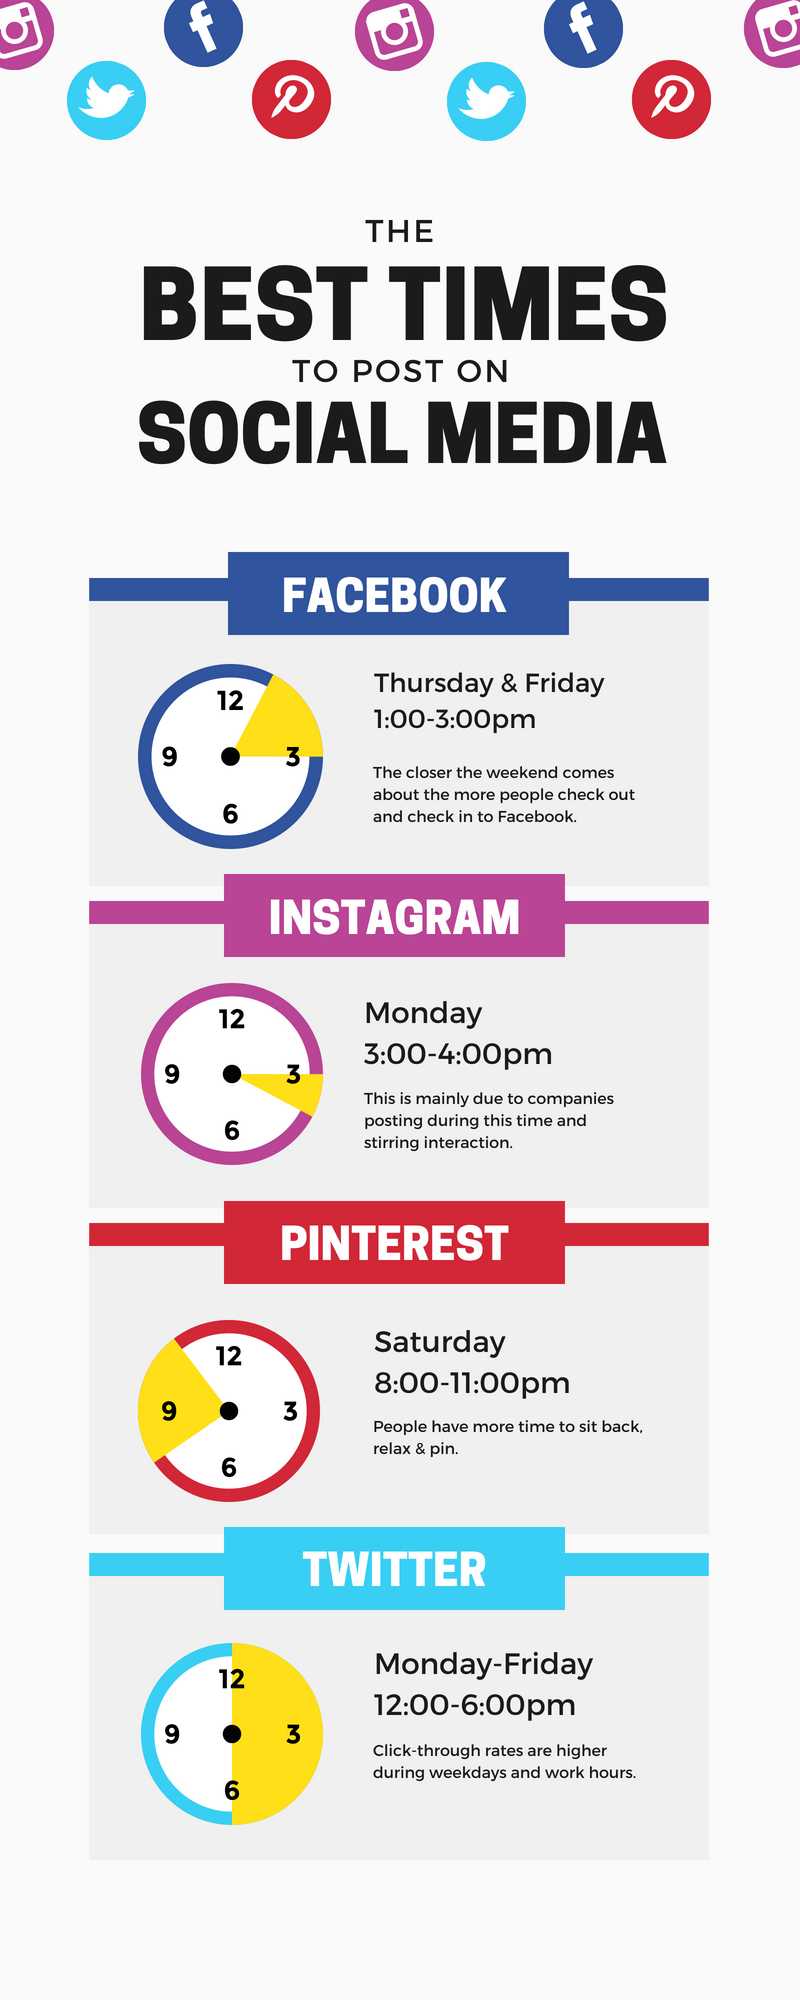 THE
BEST TIMES
TO POST ON
SOCIAL MEDIA
FACEBOOK
12
9
3
6
Thursday & Friday
1:00-3:00pm
The closer the weekend comes
about the more people check out
and check in to Facebook.
INSTAGRAM
12
9
3
6
Monday
3:00-4:00pm
This is mainly due to companies
posting during this time and
stirring interaction.
PINTEREST
12
9
3
6
Saturday
8:00-11:00pm
People have more time to sit back,
relax & pin.
TWITTER
12
9
3
6
Monday-Friday
12:00-6:00pm
Click-through rates are higher
during weekdays and work hours.